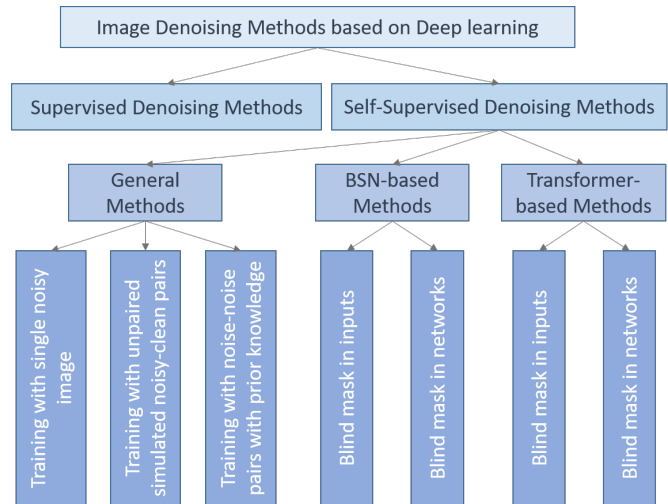 Image Denoising Methods based on Deep learning
Supervised Denoising Methods
Self-Supervised Denoising Methods
General
Methods
BSN-based
Methods
Transformer-
based Methods
Training with single noisy
image
Training with unpaired
simulated noisy-clean pairs
Training with noise-noise
pairs with prior knowledge
Blind mask in inputs
Blind mask in networks
Blind mask in inputs
Blind mask in networks